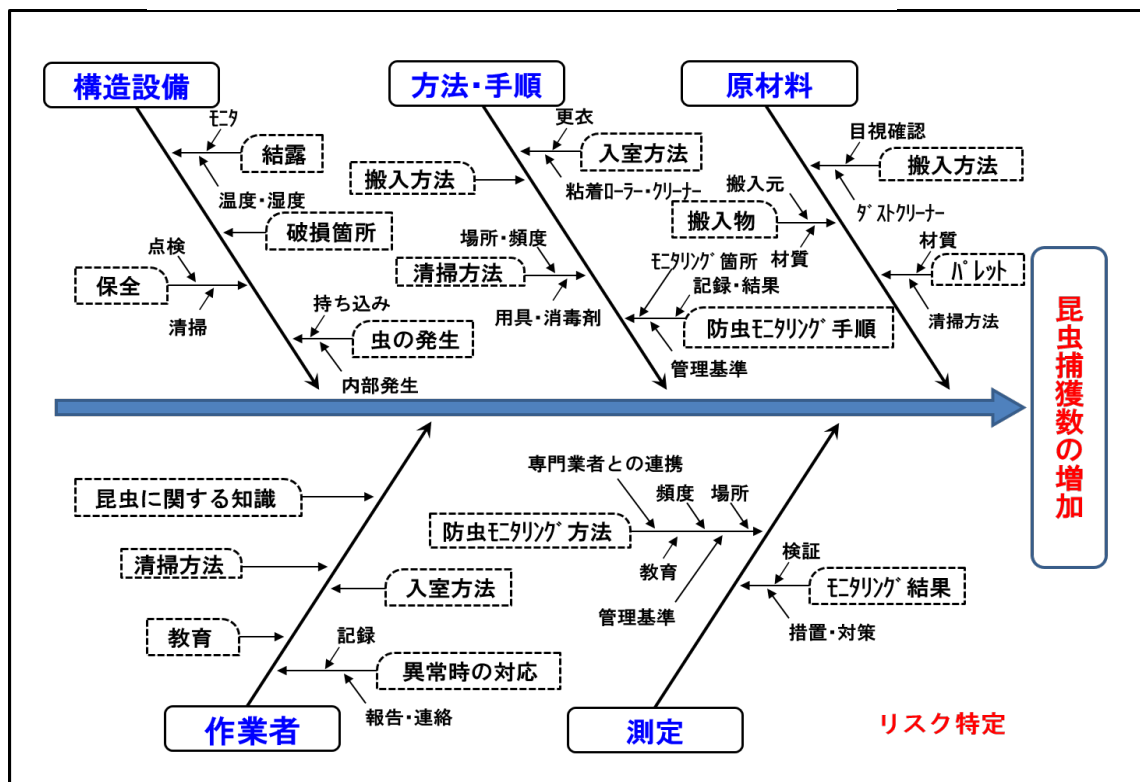 構造設備
方法・手順
原材料
ﾓﾆﾀ
結露
温度・湿度
破損箇所
点検
保全
清掃
持ち込み
虫の発生
内部発生
更衣
入室方法
粘着ローラー・クリーナー
搬入方法
場所・頻度
清掃方法
用具・消毒剤
ﾓﾆﾀﾘﾝｸﾞ箇所
記録・結果
防虫ﾓﾆﾀﾘﾝｸﾞ手順
管理基準
目視確認
搬入方法
ﾀﾞｽﾄクリーナー
搬入元
搬入物
材質
材質
ﾊﾟﾚｯﾄ
清掃方法
昆虫捕獲数の増加
昆虫に関する知識
清掃方法
入室方法
教育
記録
異常時の対応
報告・連絡
作業者
専門業者との連携
頻度
場所
防虫ﾓﾆﾀﾘﾝｸﾞ方法
教育
管理基準
検証
ﾓﾆﾀﾘﾝｸﾞ結果
措置・対策
測定
リスク特定